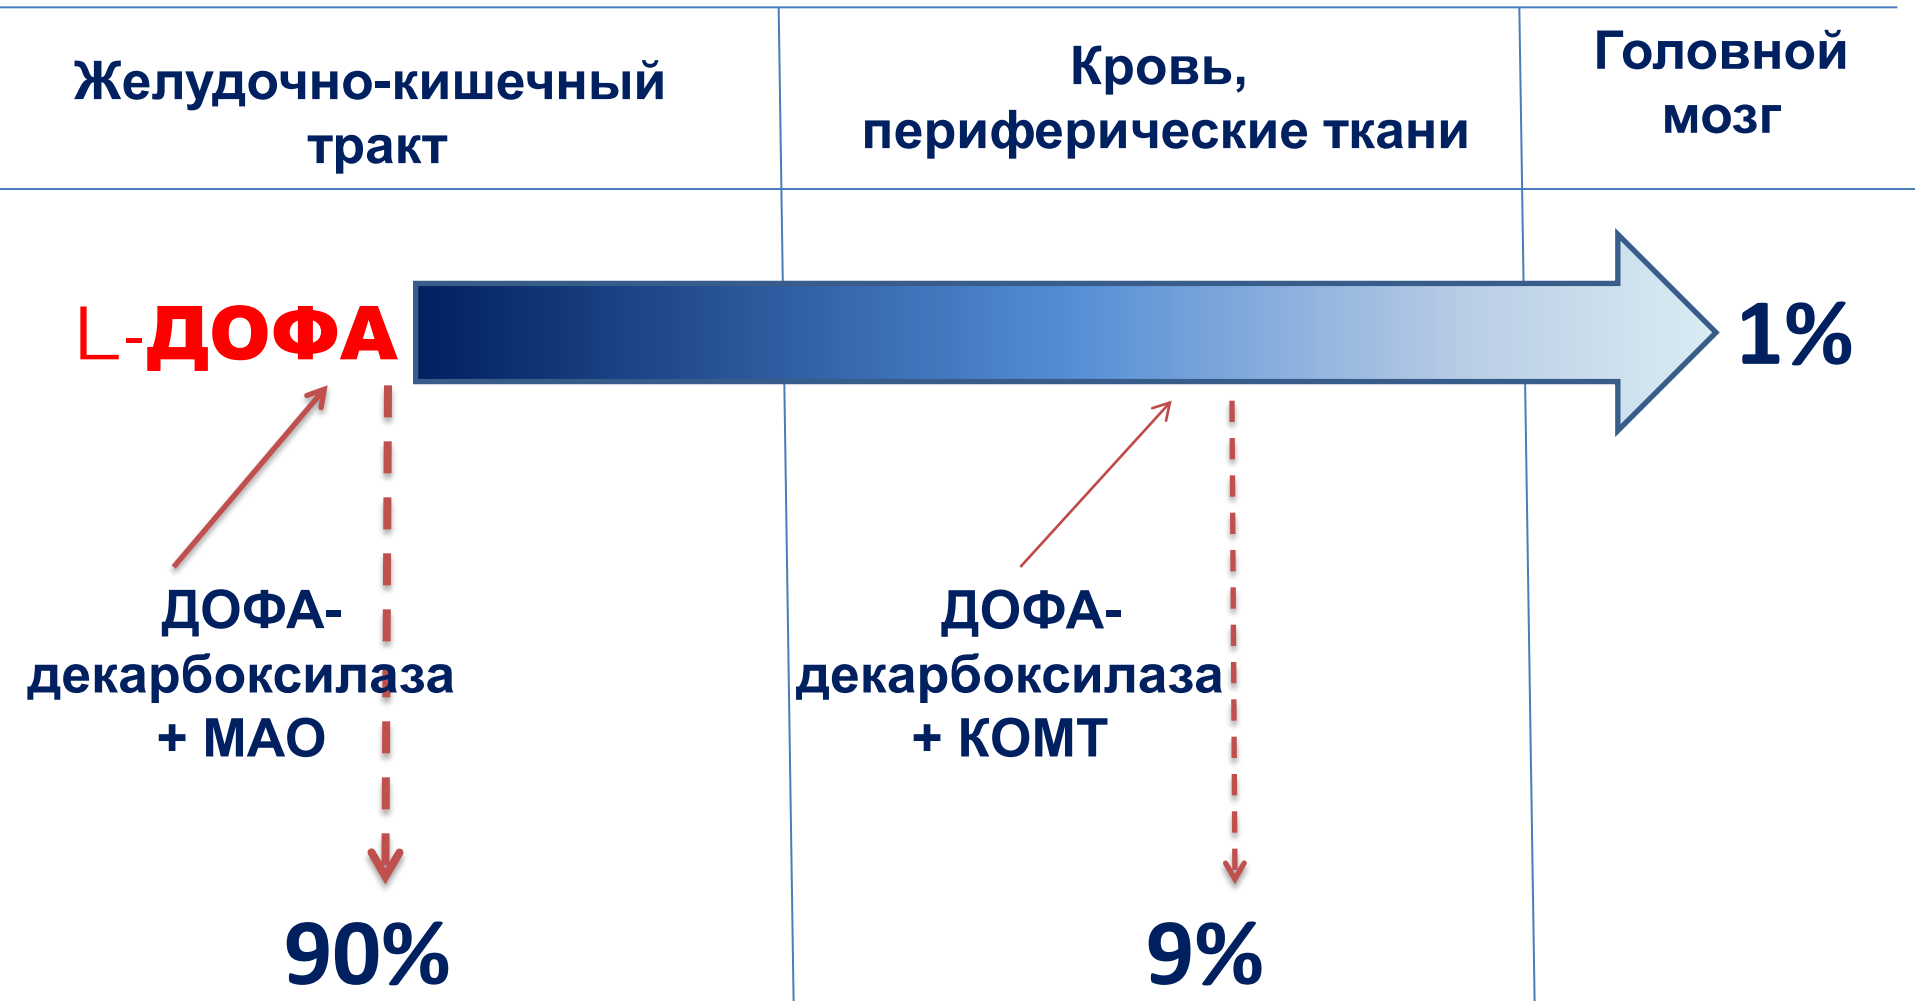 Желудочно-кишечный
тракт
Кровь,
периферические ткани
Головной
мозг
L-ДОФА
1%
ДОФА-
декарбоксилаза
+ МАО
ДОФА-
декарбоксилаза
+ КОМТ
90%
9%